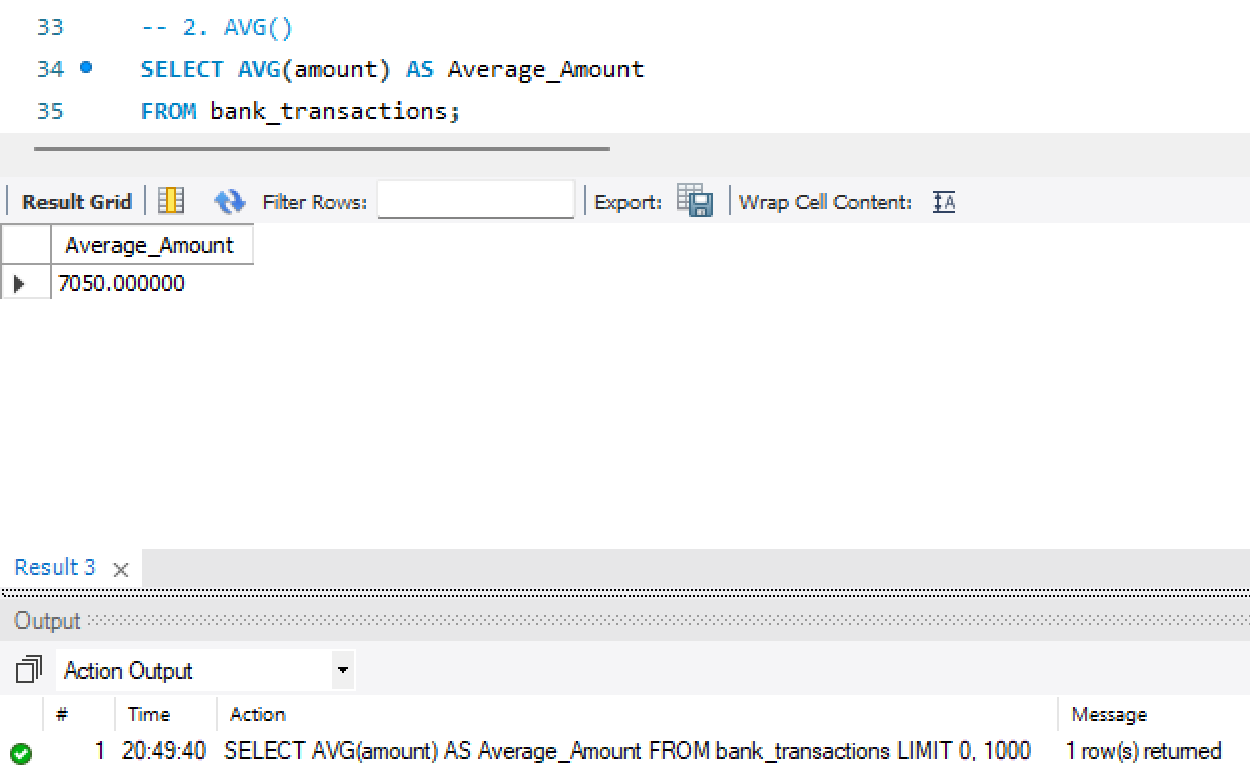 33 -- 2. AVG()
34 SELECT AVG(amount) AS Average_Amount
35 FROM bank_transactions;
Result Grid Filter Rows: Export: Wrap Cell Content: IA
Average_Amount
7050.000000
Result 3
Output
Action Output
# Time Action Message
1 20:49:40 SELECT AVG(amount) AS Average_Amount FROM bank_transactions LIMIT 0, 1000 1 row(s) returned